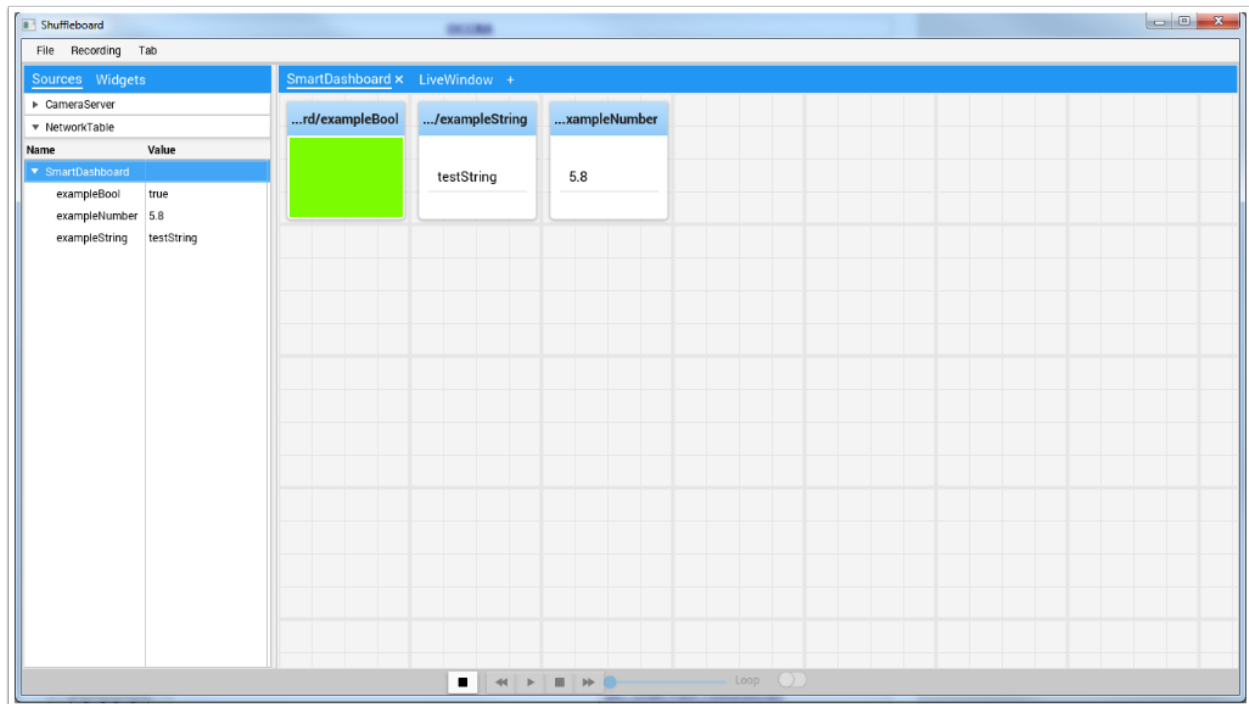 Shuffleboard
File Recording Tab
Sources Widgets
SmartDashboard × LiveWindow +
CameraServer
NetworkTable
Name Value
SmartDashboard
exampleBool true
exampleNumber 5.8
exampleString testString
...rd/exampleBool
.../exampleString
testString
...xampleNumber
5.8
Loop